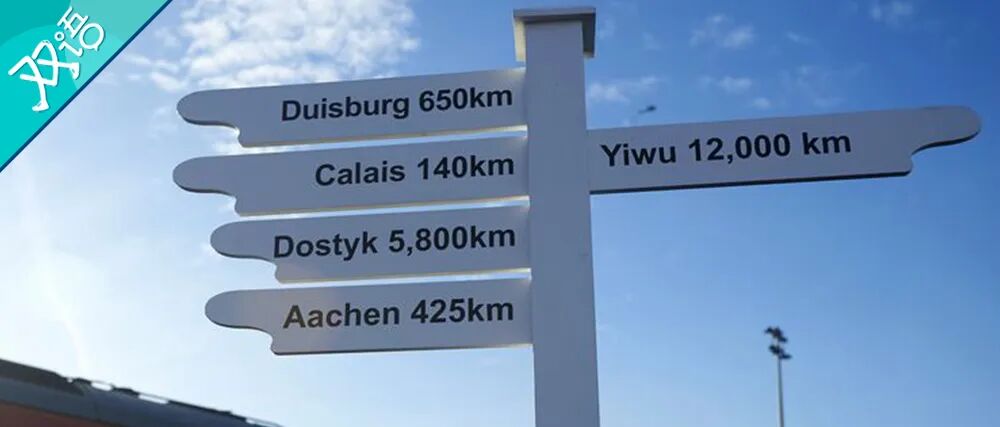 双语
Duisburg 650km
Calais 140km
Dostyk 5,800km
Aachen 425km
Yiwu 12,000 km